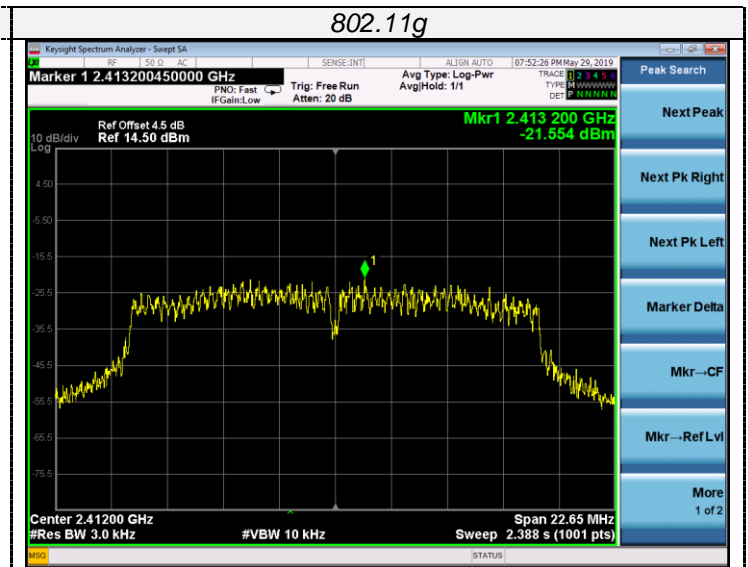 802.11g
Keysight Spectrum Analyzer - Swept SA
RF 50 Ω AC SENSE:INT ALIGN AUTO 07:52:26 PM May 29, 2019
Marker 1 2.413200450000 GHz
PNO: Fast
IFGain:Low
Trig: Free Run
Atten: 20 dB
Avg Type: Log-Pwr
Avg|Hold: 1/1
TRACE 1 2 3 4 5 6
TYPE M WWWWW
DET P N N N N N
Peak Search
Mkr1 2.413 200 GHz
-21.554 dBm
Ref Offset 4.5 dB
10 dB/div Ref 14.50 dBm
Log
4.50
-5.50
-15.5
-25.5
-35.5
-45.5
-55.5
-65.5
-75.5
1
Next Peak
Next Pk Right
Next Pk Left
Marker Delta
Mkr→CF
Mkr→Ref Lvl
More
1 of 2
Center 2.41200 GHz Span 22.65 MHz
#Res BW 3.0 kHz #VBW 10 kHz Sweep 2.388 s (1001 pts)
MSG STATUS